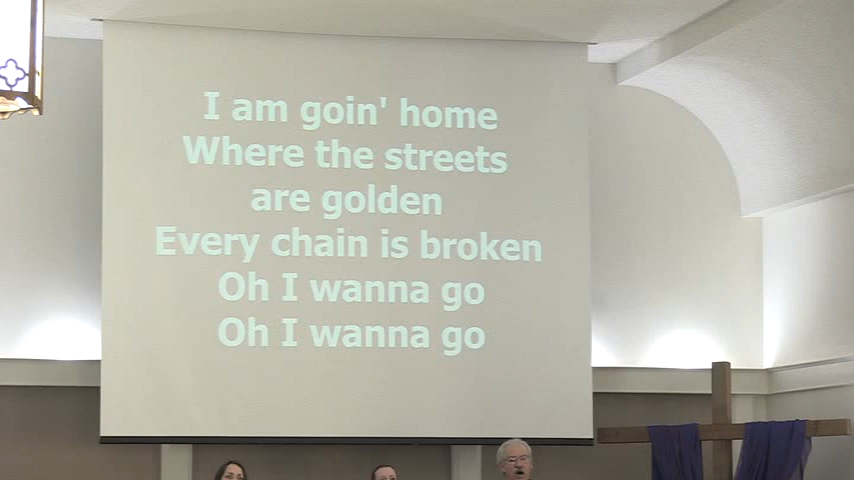 I am goin' home
Where the streets
are golden
Every chain is broken
Oh I wanna go
Oh I wanna go